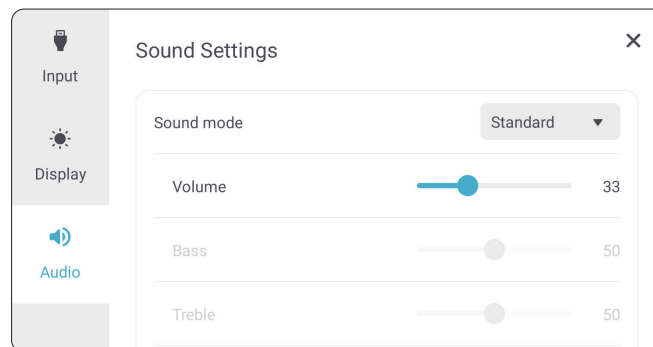 Input
Display
Audio
Sound Settings
Sound mode Standard
Volume 33
Bass 50
Treble 50